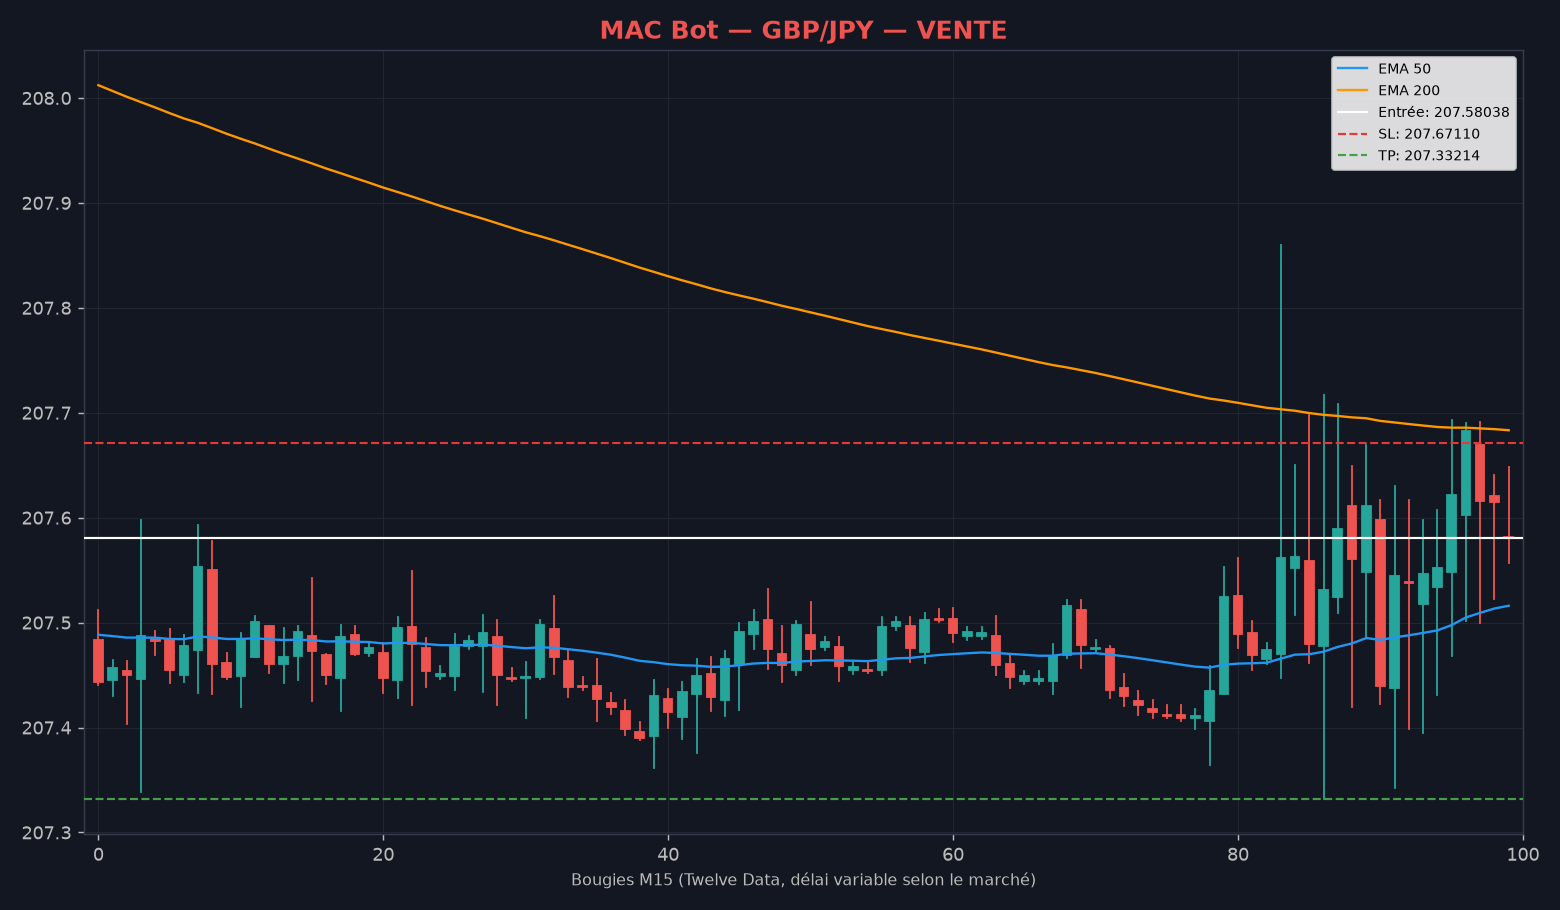 MAC Bot — GBP/JPY — VENTE
EMA 50
EMA 200
Entrée: 207.58038
SL: 207.67110
TP: 207.33214
208.0
207.9
207.8
207.7
207.6
207.5
207.4
207.3
0 20 40 60 80 100
Bougies M15 (Twelve Data, délai variable selon le marché)